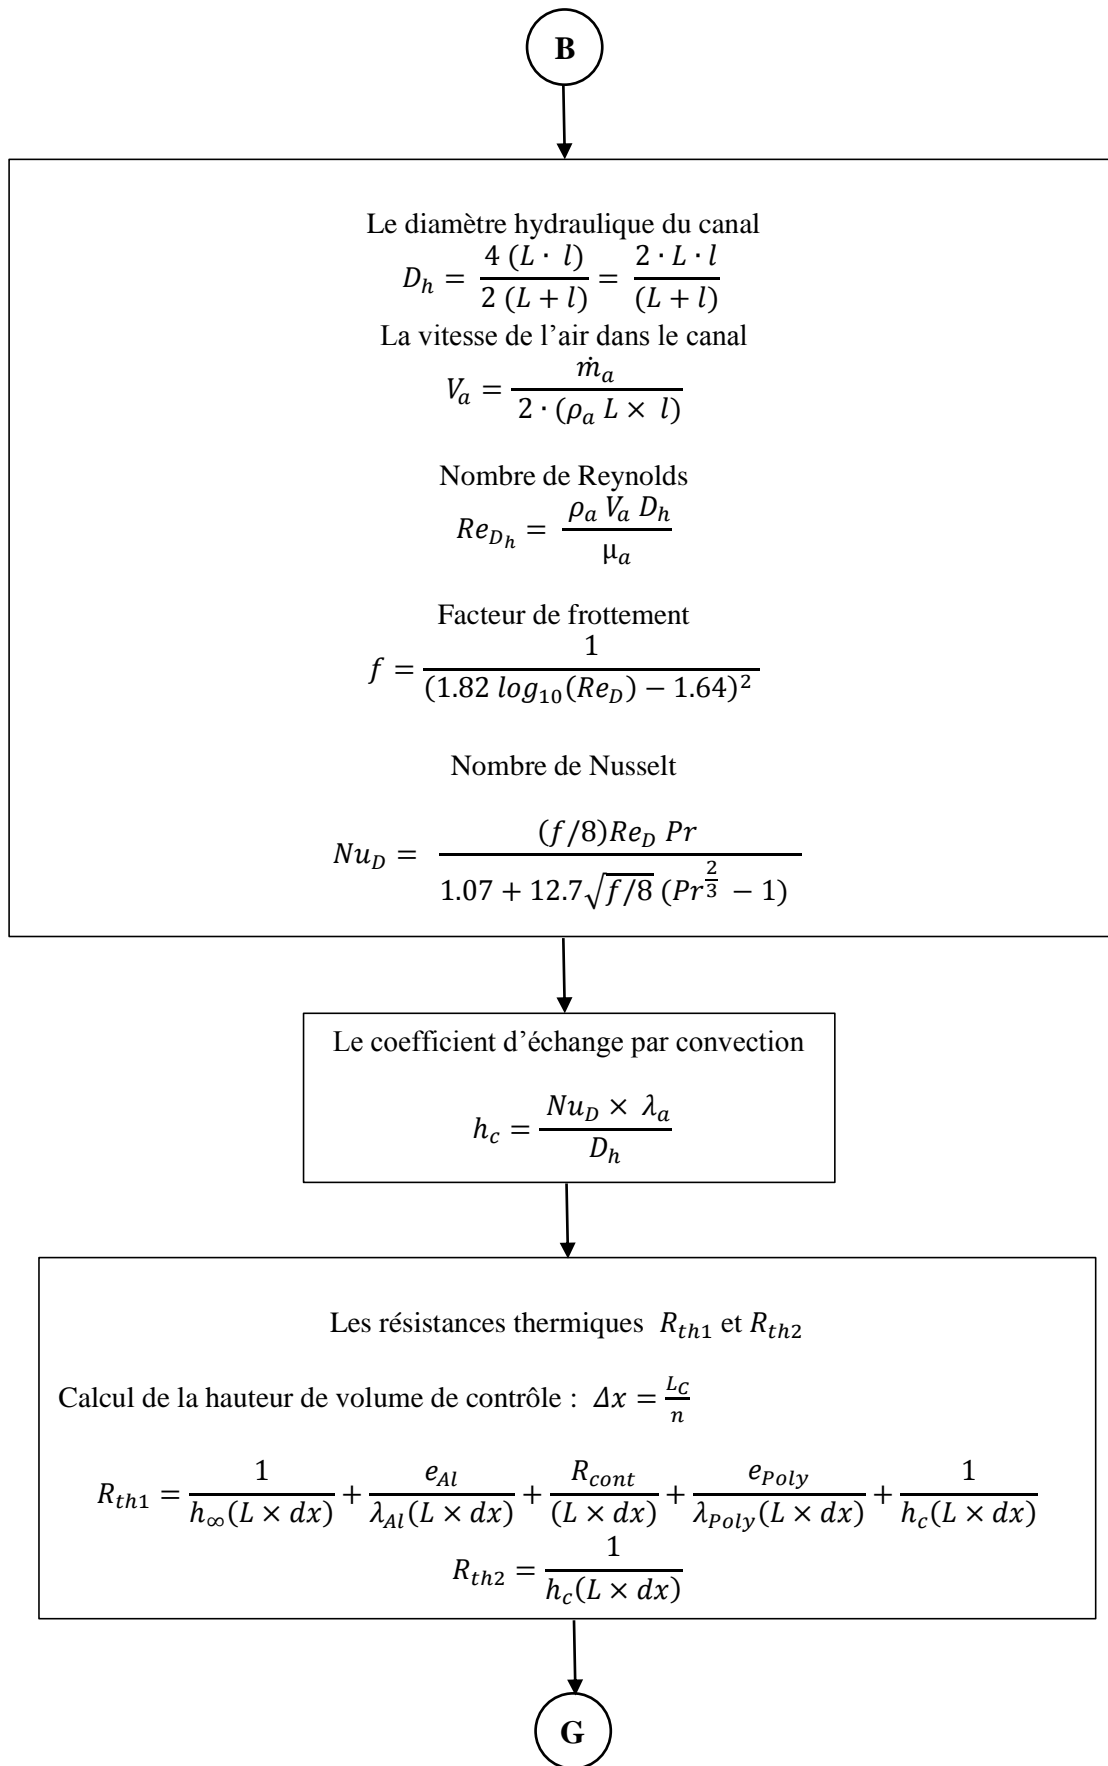 B
Le diamètre hydraulique du canal
D_h = 4 (L · l) / 2 (L + l) = 2 · L · l / (L + l)
La vitesse de l’air dans le canal
V_a = ṁ_a / 2 · (ρ_a L × l)
Nombre de Reynolds
Re_{D_h} = ρ_a V_a D_h / μ_a
Facteur de frottement
f = 1 / (1.82 log_{10}(Re_D) − 1.64)^2
Nombre de Nusselt
Nu_D = (f/8)Re_D Pr / 1.07 + 12.7√(f/8) (Pr^{2/3} − 1)
Le coefficient d’échange par convection
h_c = Nu_D × λ_a / D_h
Les résistances thermiques R_{th1} et R_{th2}
Calcul de la hauteur de volume de contrôle : Δx = L_C / n
R_{th1} = 1 / h_∞(L × dx) + e_{Al} / λ_{Al}(L × dx) + R_{cont} / (L × dx) + e_{Poly} / λ_{Poly}(L × dx) + 1 / h_c(L × dx)
R_{th2} = 1 / h_c(L × dx)
G